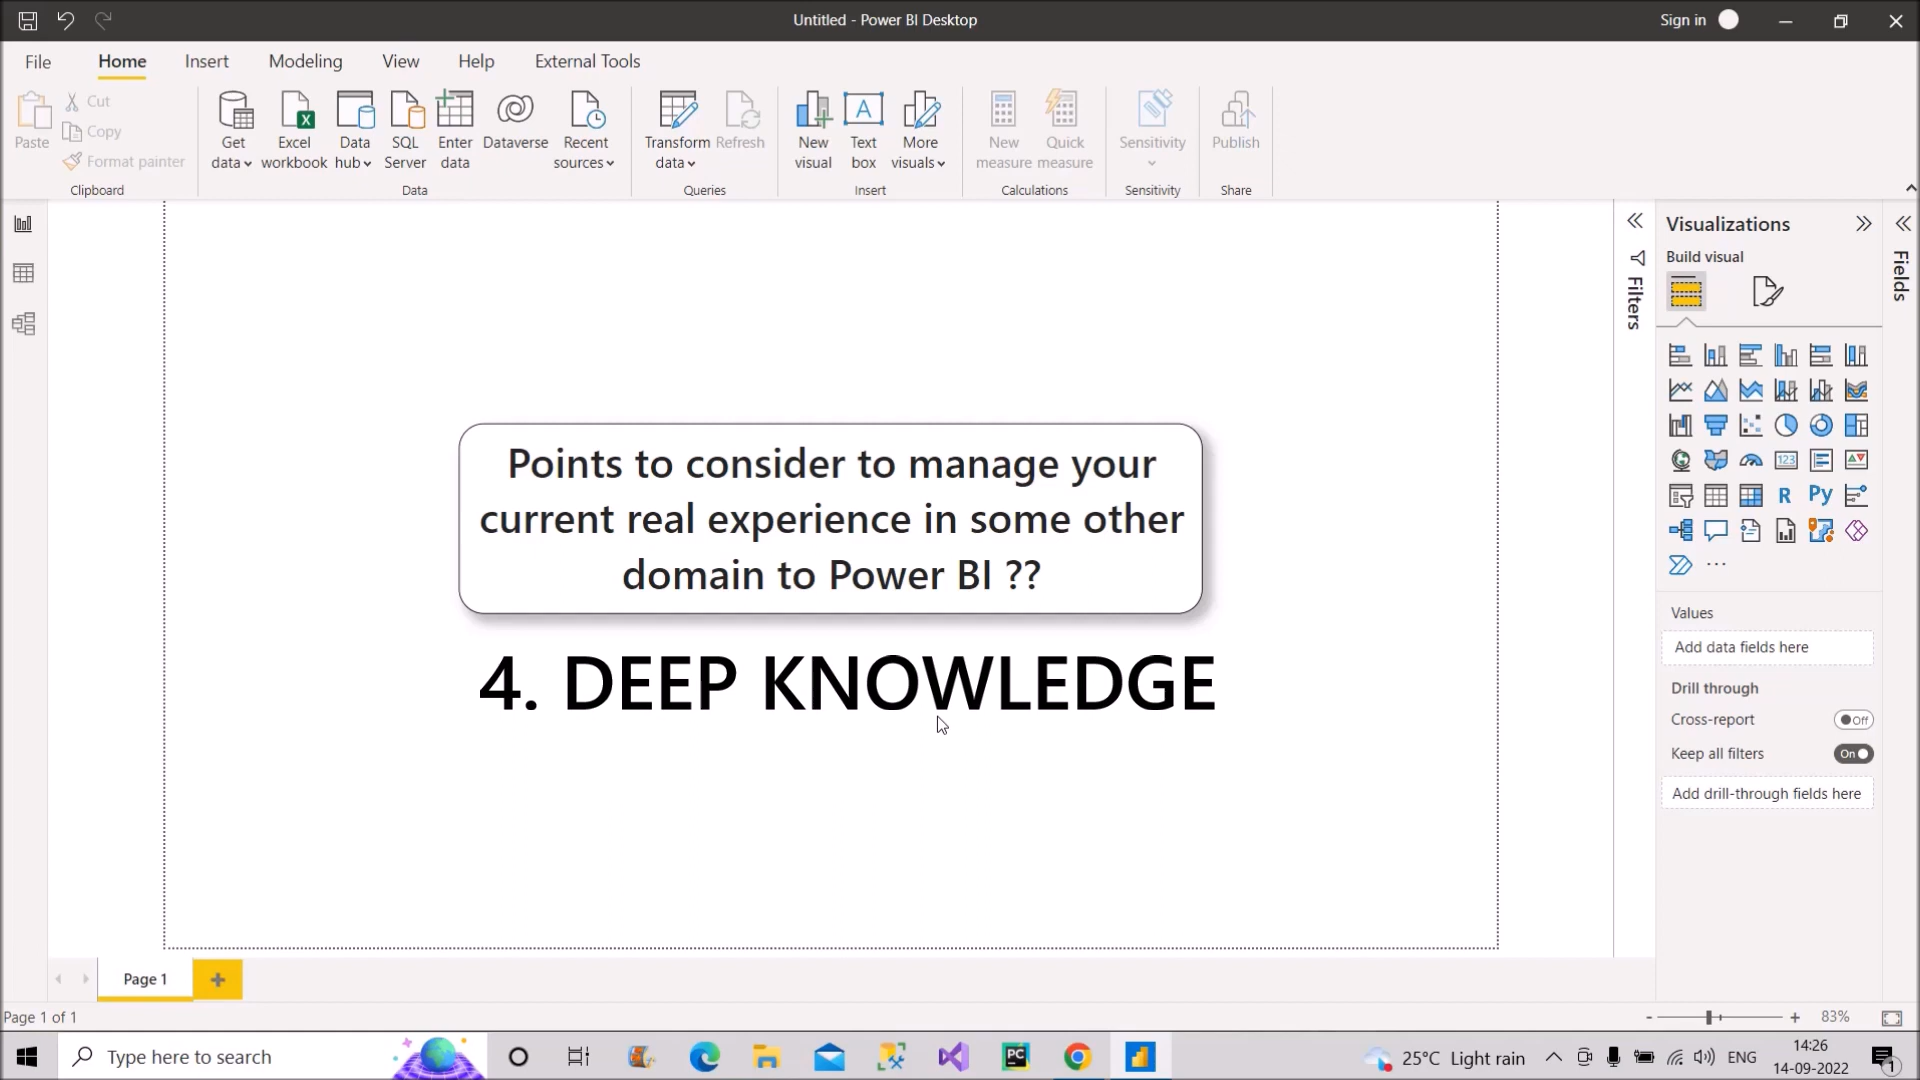 Untitled - Power BI Desktop
Sign in
File
Home
Insert
Modeling
View
Help
External Tools
Paste
Cut
Copy
Format painter
Clipboard
Get data
Excel workbook
Data hub
SQL Server
Enter data
Dataverse
Recent sources
Data
Transform data
Refresh
Queries
New visual
Text box
More visuals
Insert
New measure
Quick measure
Calculations
Sensitivity
Sensitivity
Publish
Share
Points to consider to manage your
current real experience in some other
domain to Power BI ??
4. DEEP KNOWLEDGE
Filters
Visualizations
Build visual
123
R
Py
Values
Add data fields here
Drill through
Cross-report
Off
Keep all filters
On
Add drill-through fields here
Fields
Page 1
Page 1 of 1
- + 83%
Type here to search
PC
25°C Light rain
ENG
14:26
14-09-2022
1